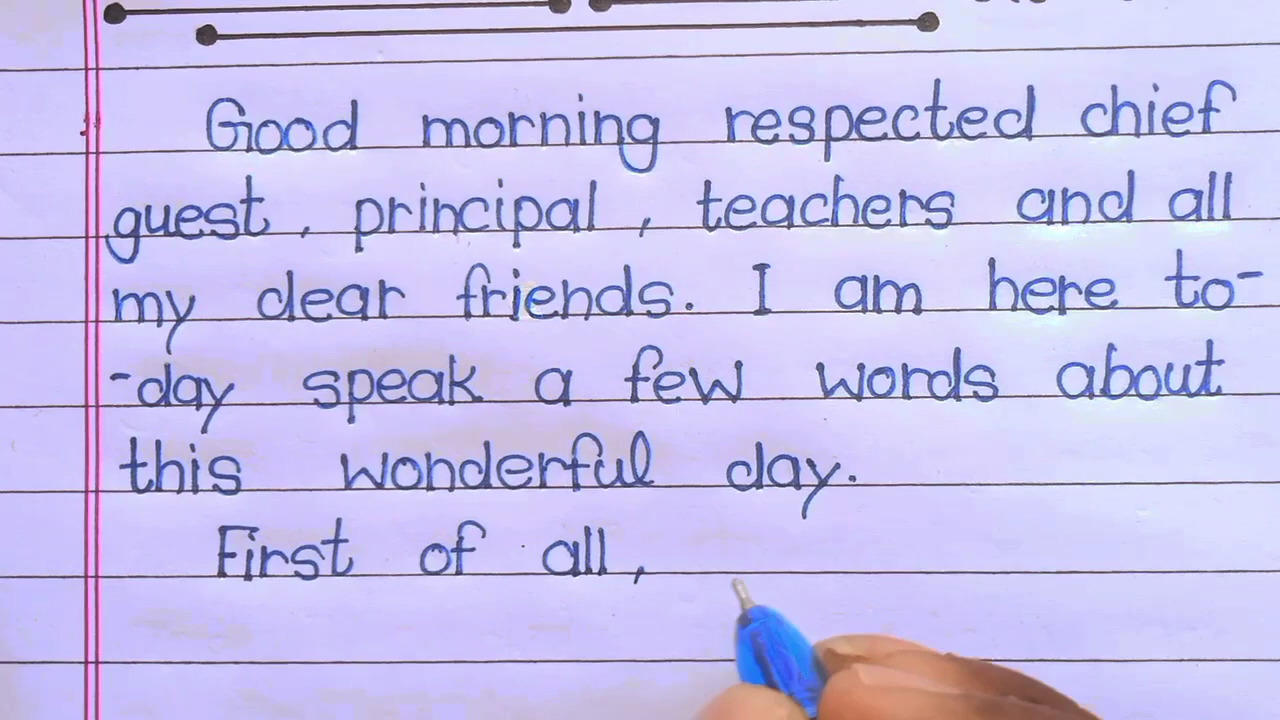 Good morning respected chief
guest, principal, teachers and all
my dear friends. I am here to-
-day speak a few words about
this wonderful day.
First of all,